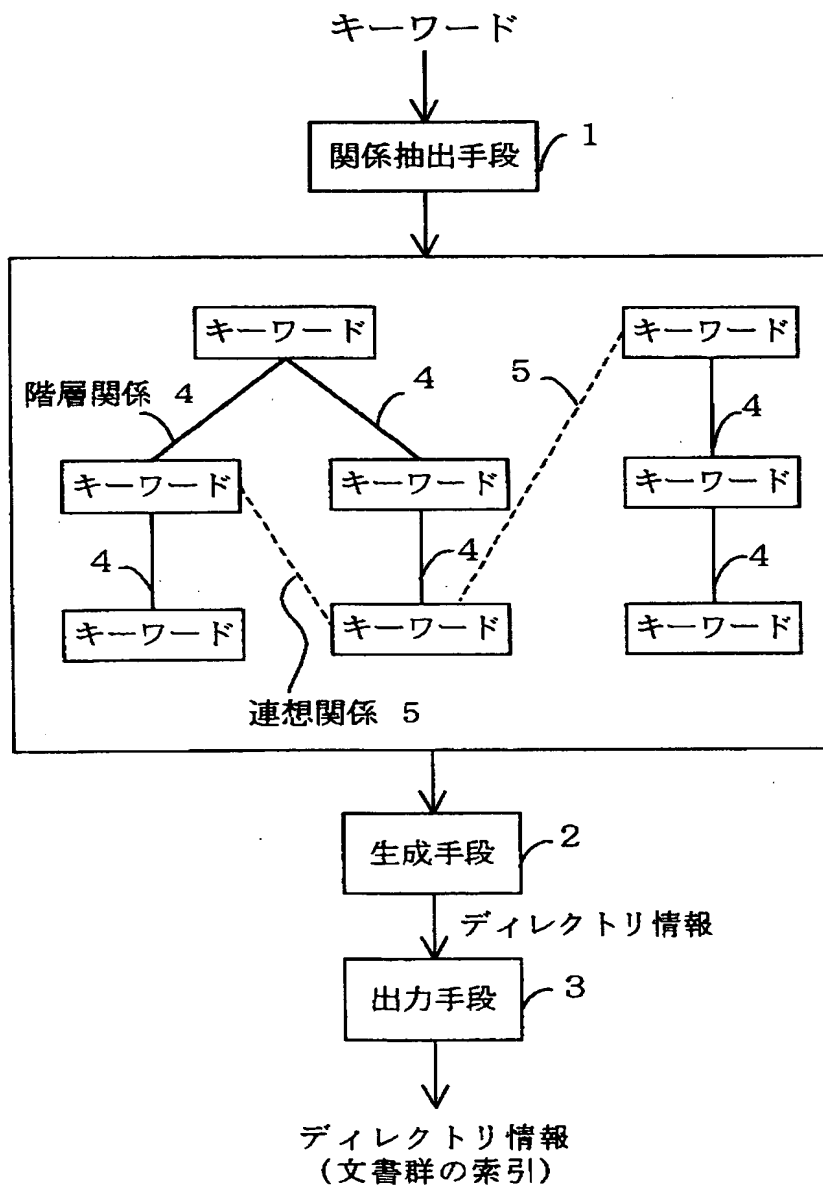 キーワード
関係抽出手段 1
キーワード キーワード
階層関係 4 4 5 4
キーワード キーワード キーワード
4 4 4
キーワード キーワード キーワード
連想関係 5
生成手段 2
ディレクトリ情報
出力手段 3
ディレクトリ情報
(文書群の索引)